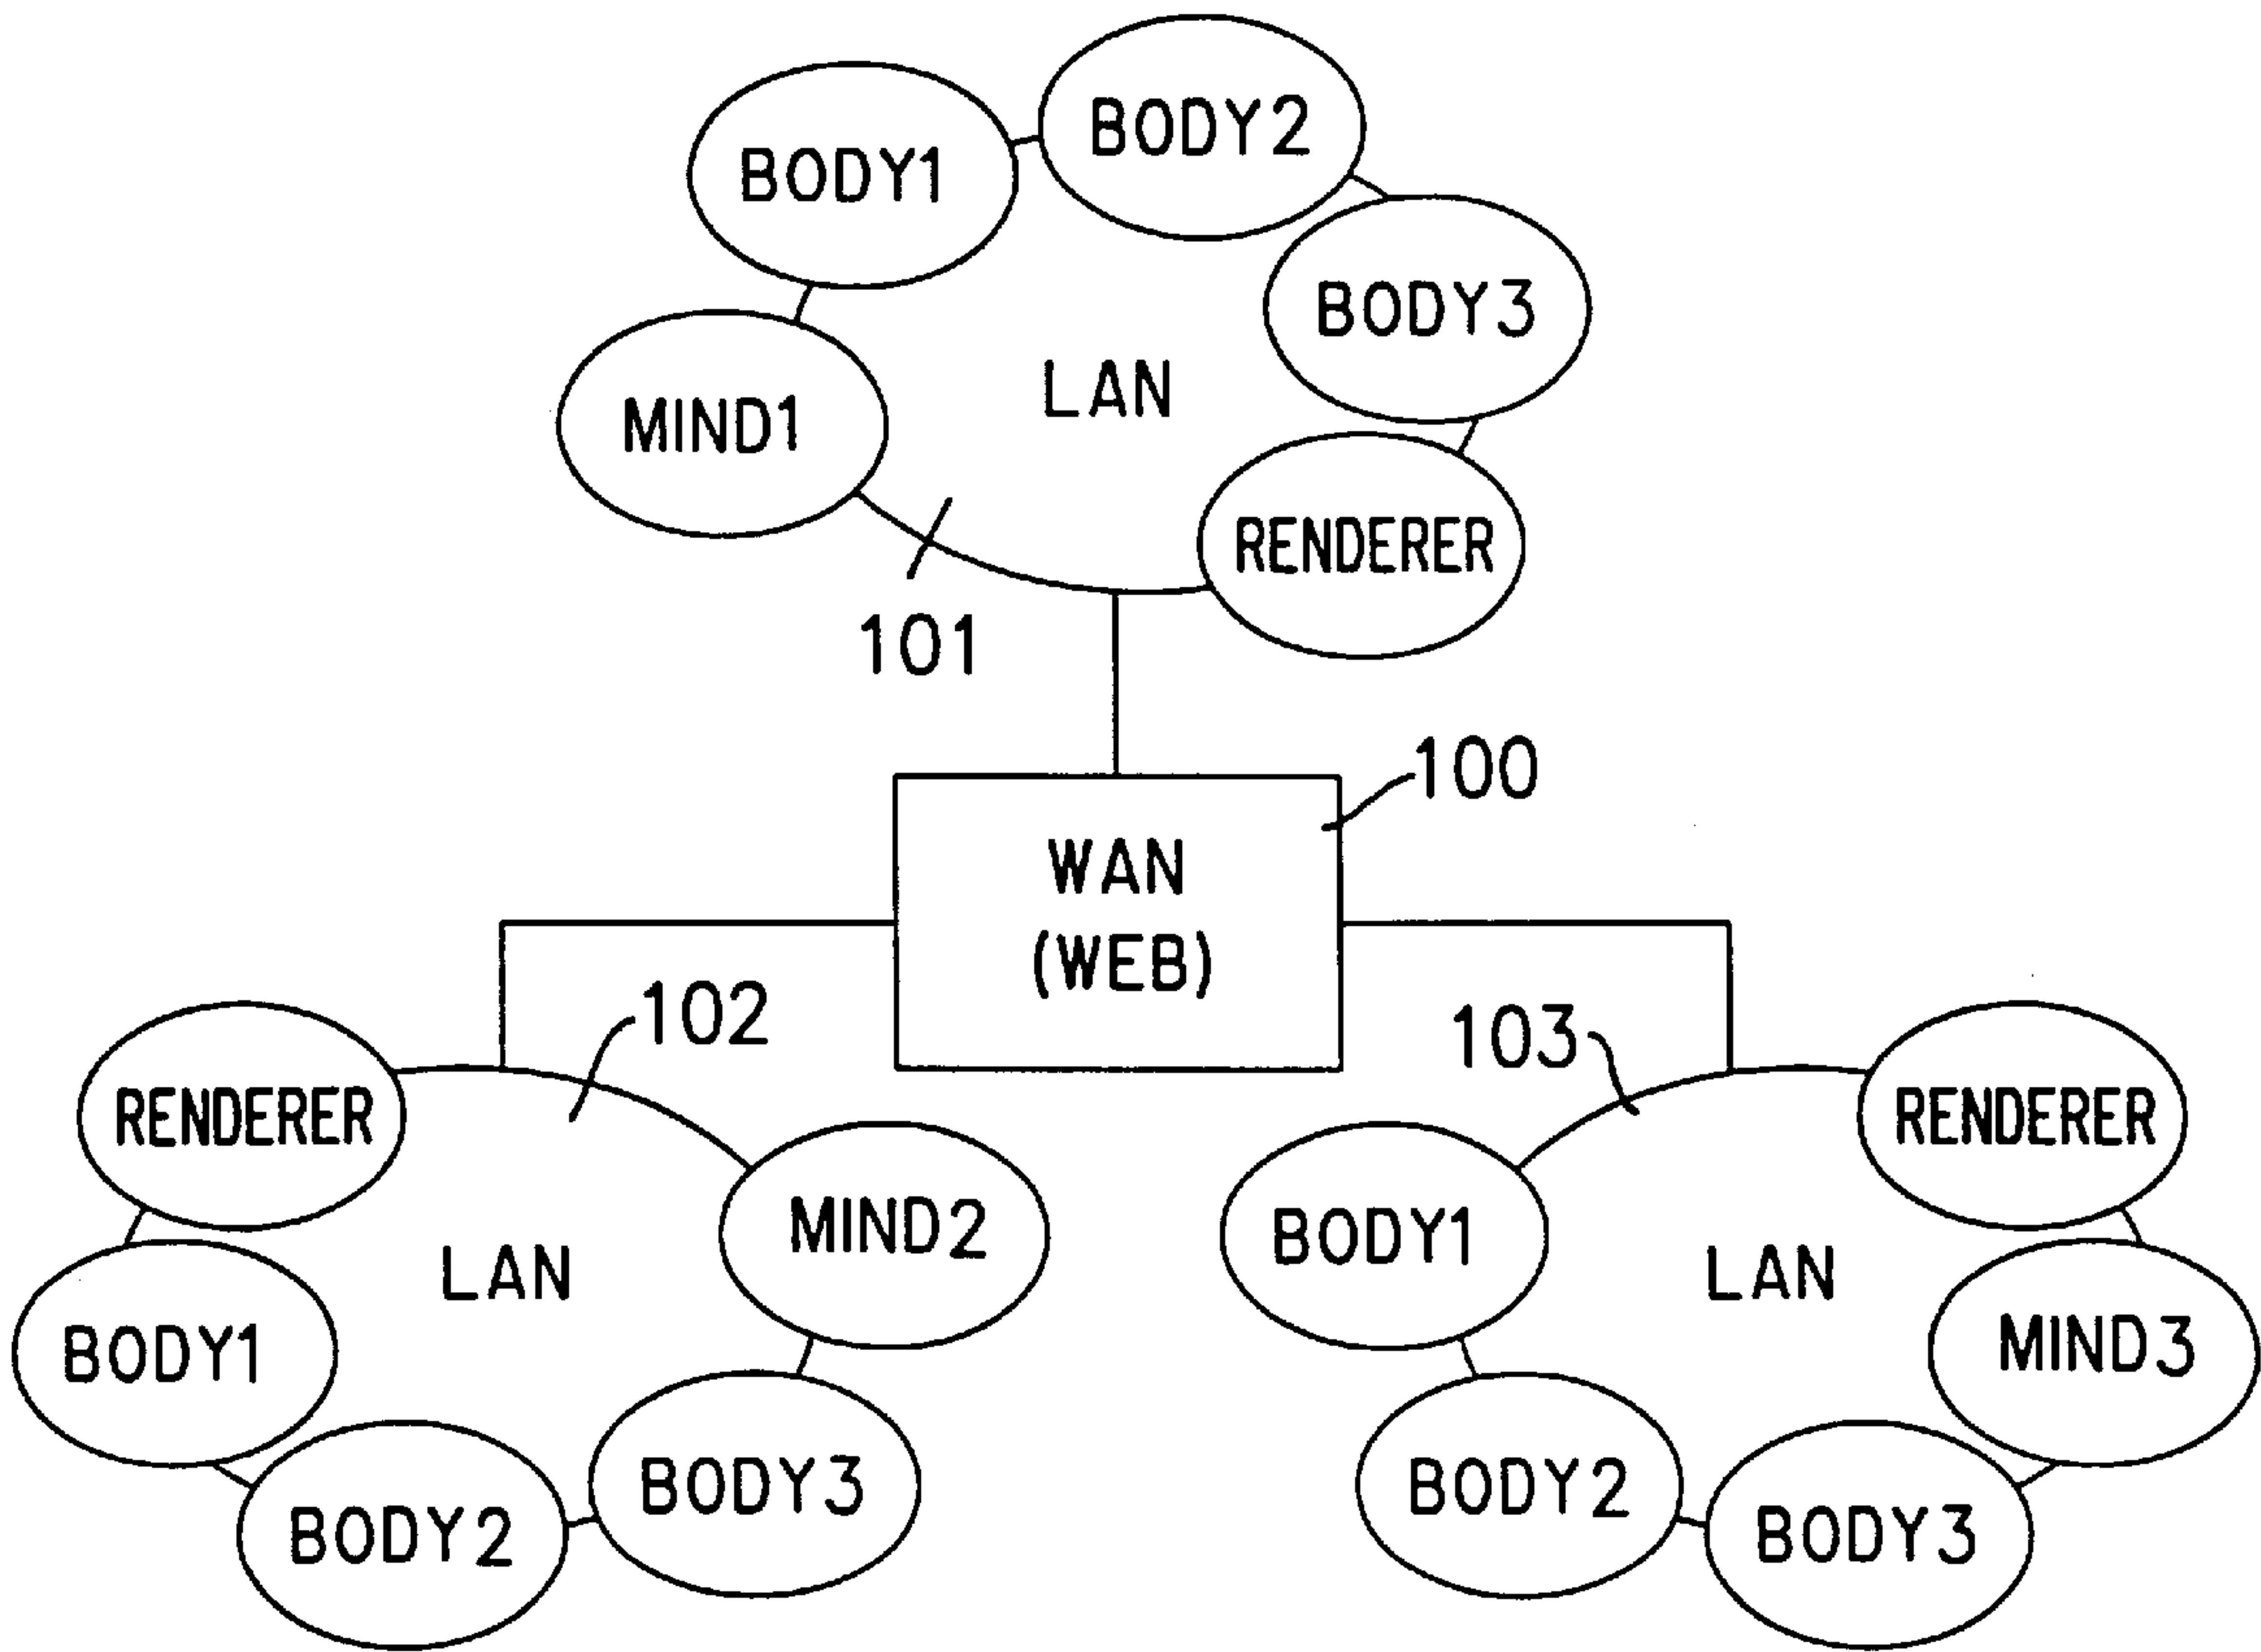 BODY2
BODY1
BODY3
LAN
MIND1
RENDERER
101
100
WAN
(WEB)
102
103
RENDERER
MIND2
LAN
BODY1
BODY3
BODY2
RENDERER
BODY1
LAN
MIND3
BODY2
BODY3